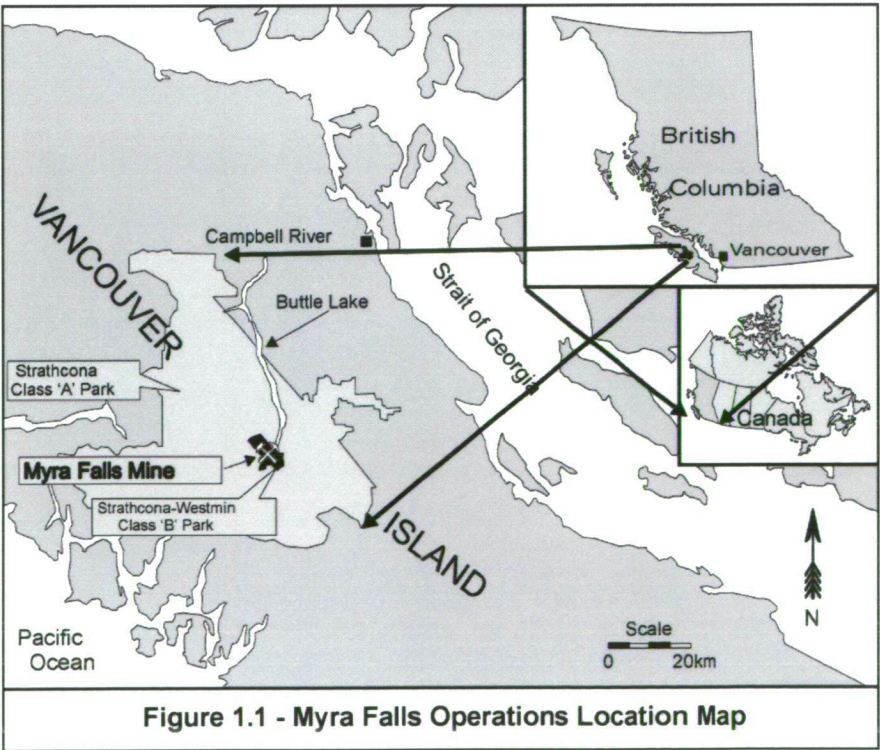 British
Columbia
Vancouver
VANCOUVER
Campbell River
Strait of Georgia
Buttle Lake
Strathcona
Class 'A' Park
Canada
Myra Falls Mine
Strathcona-Westmin
Class 'B' Park
ISLAND
N
Pacific
Ocean
Scale
0 20km
Figure 1.1 - Myra Falls Operations Location Map